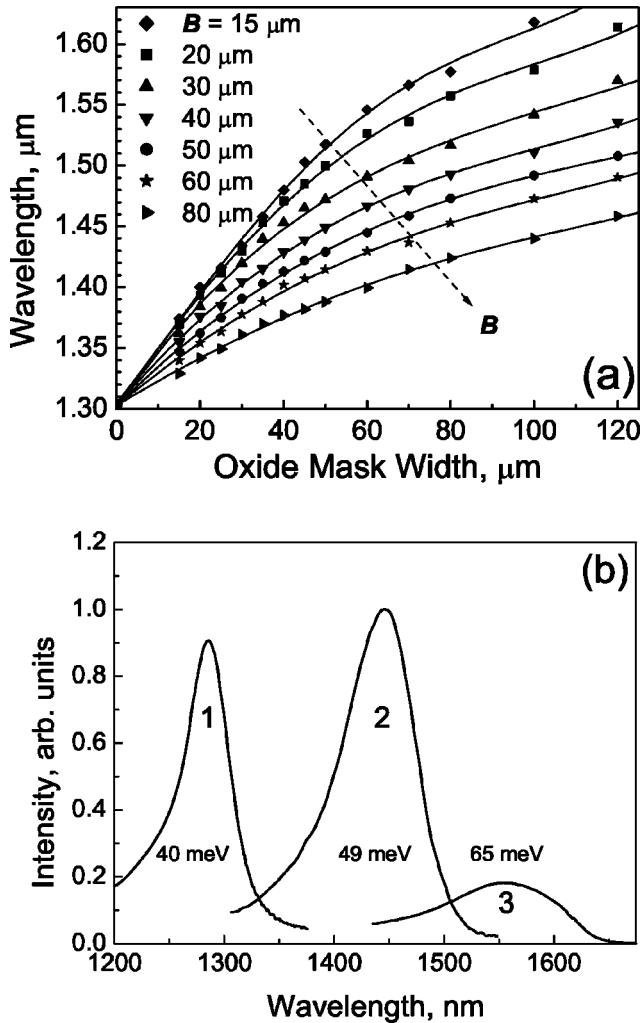 1.60
1.55
1.50
1.45
1.40
1.35
1.30
Wavelength, μm
B = 15 μm
20 μm
30 μm
40 μm
50 μm
60 μm
80 μm
B
(a)
0 20 40 60 80 100 120
Oxide Mask Width, μm
(b)
1.2
1.0
0.8
0.6
0.4
0.2
0.0
Intensity, arb. units
1 2 3
40 meV 49 meV 65 meV
1200 1300 1400 1500 1600
Wavelength, nm